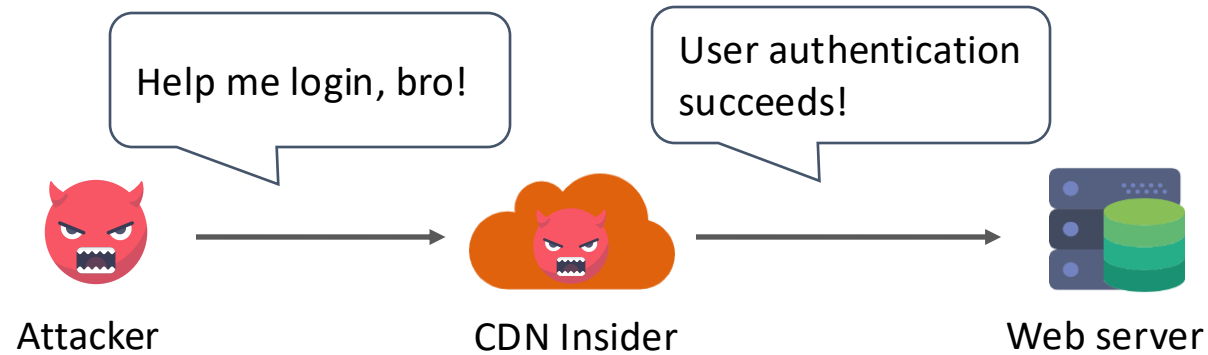 Help me login, bro!
User authentication
succeeds!
Attacker
CDN Insider
Web server